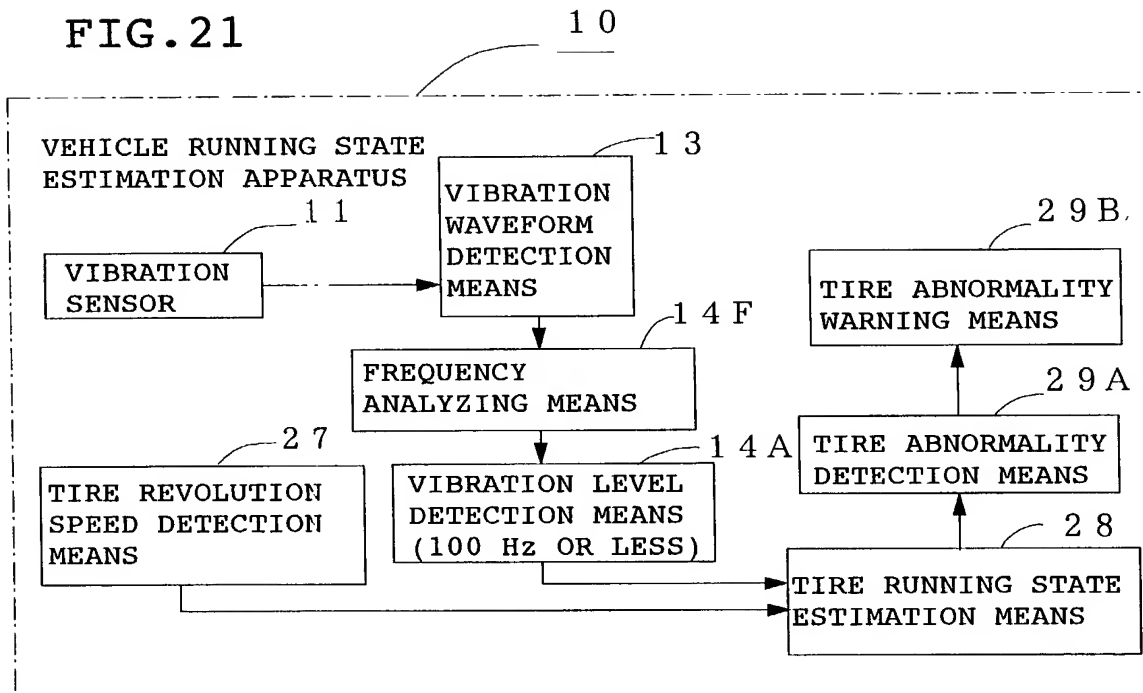 FIG.21
10
VEHICLE RUNNING STATE
ESTIMATION APPARATUS
11
VIBRATION
SENSOR
13
VIBRATION
WAVEFORM
DETECTION
MEANS
14F
FREQUENCY
ANALYZING MEANS
27
TIRE REVOLUTION
SPEED DETECTION
MEANS
14A
VIBRATION LEVEL
DETECTION MEANS
(100 Hz OR LESS)
29B
TIRE ABNORMALITY
WARNING MEANS
29A
TIRE ABNORMALITY
DETECTION MEANS
28
TIRE RUNNING STATE
ESTIMATION MEANS